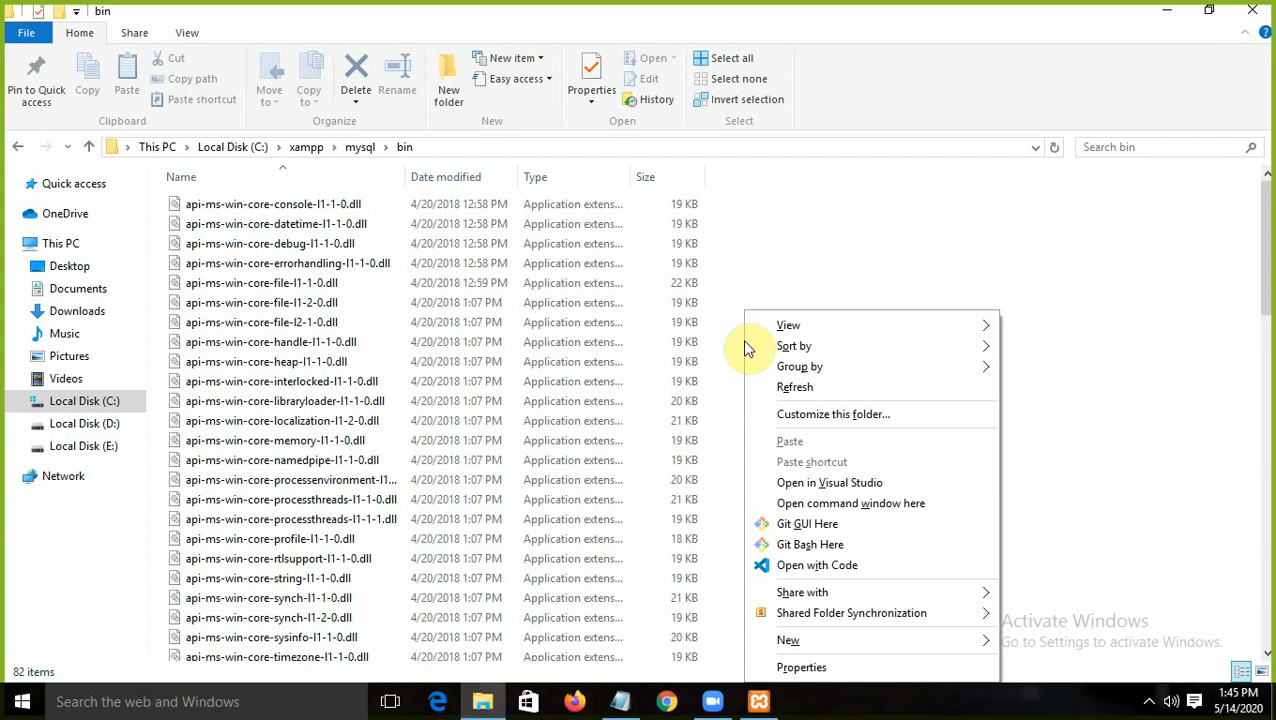 bin
File Home Share View
Pin to Quick access
Copy
Paste
Cut
Copy path
Paste shortcut
Clipboard
Move to
Copy to
Delete
Rename
Organize
New folder
New item
Easy access
New
Properties
Open
Edit
History
Open
Select all
Select none
Invert selection
Select
This PC > Local Disk (C:) > xampp > mysql > bin
Search bin
Quick access
OneDrive
This PC
Desktop
Documents
Downloads
Music
Pictures
Videos
Local Disk (C:)
Local Disk (D:)
Local Disk (E:)
Network
Name Date modified Type Size
api-ms-win-core-console-l1-1-0.dll 4/20/2018 12:58 PM Application extens... 19 KB
api-ms-win-core-datetime-l1-1-0.dll 4/20/2018 12:58 PM Application extens... 19 KB
api-ms-win-core-debug-l1-1-0.dll 4/20/2018 12:58 PM Application extens... 19 KB
api-ms-win-core-errorhandling-l1-1-0.dll 4/20/2018 12:58 PM Application extens... 19 KB
api-ms-win-core-file-l1-1-0.dll 4/20/2018 12:59 PM Application extens... 22 KB
api-ms-win-core-file-l1-2-0.dll 4/20/2018 1:07 PM Application extens... 19 KB
api-ms-win-core-file-l2-1-0.dll 4/20/2018 1:07 PM Application extens... 19 KB
api-ms-win-core-handle-l1-1-0.dll 4/20/2018 1:07 PM Application extens... 19 KB
api-ms-win-core-heap-l1-1-0.dll 4/20/2018 1:07 PM Application extens... 19 KB
api-ms-win-core-interlocked-l1-1-0.dll 4/20/2018 1:07 PM Application extens... 19 KB
api-ms-win-core-libraryloader-l1-1-0.dll 4/20/2018 1:07 PM Application extens... 19 KB
api-ms-win-core-localization-l1-2-0.dll 4/20/2018 1:07 PM Application extens... 21 KB
api-ms-win-core-memory-l1-1-0.dll 4/20/2018 1:07 PM Application extens... 19 KB
api-ms-win-core-namedpipe-l1-1-0.dll 4/20/2018 1:07 PM Application extens... 19 KB
api-ms-win-core-processenvironment-l1... 4/20/2018 1:07 PM Application extens... 20 KB
api-ms-win-core-processthreads-l1-1-0.dll 4/20/2018 1:07 PM Application extens... 21 KB
api-ms-win-core-processthreads-l1-1-1.dll 4/20/2018 1:07 PM Application extens... 19 KB
api-ms-win-core-profile-l1-1-0.dll 4/20/2018 1:07 PM Application extens... 18 KB
api-ms-win-core-rtlsupport-l1-1-0.dll 4/20/2018 1:07 PM Application extens... 19 KB
api-ms-win-core-string-l1-1-0.dll 4/20/2018 1:07 PM Application extens... 19 KB
api-ms-win-core-synch-l1-1-0.dll 4/20/2018 1:07 PM Application extens... 21 KB
api-ms-win-core-synch-l1-2-0.dll 4/20/2018 1:07 PM Application extens... 19 KB
api-ms-win-core-sysinfo-l1-1-0.dll 4/20/2018 1:07 PM Application extens... 20 KB
api-ms-win-core-timezone-l1-1-0.dll 4/20/2018 1:07 PM Application extens... 19 KB
View
Sort by
Group by
Refresh
Customize this folder...
Paste
Paste shortcut
Open in Visual Studio
Open command window here
Git GUI Here
Git Bash Here
Open with Code
Share with
Shared Folder Synchronization
New
Properties
Activate Windows
Go to Settings to activate Windows.
82 items
Search the web and Windows
1:45 PM
5/14/2020